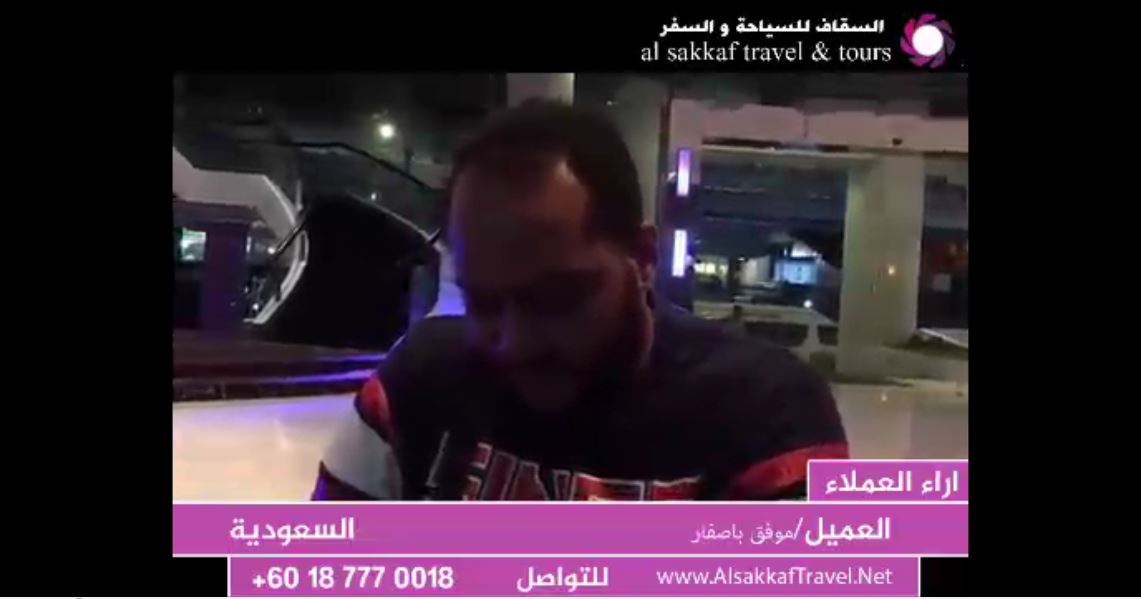 السقاف للسياحة و السفر
al sakkaf travel & tours
اراء العملاء
العميل/موفق باصفار
السعودية
www.AlsakkafTravel.Net
للتواصل
+60 18 777 0018